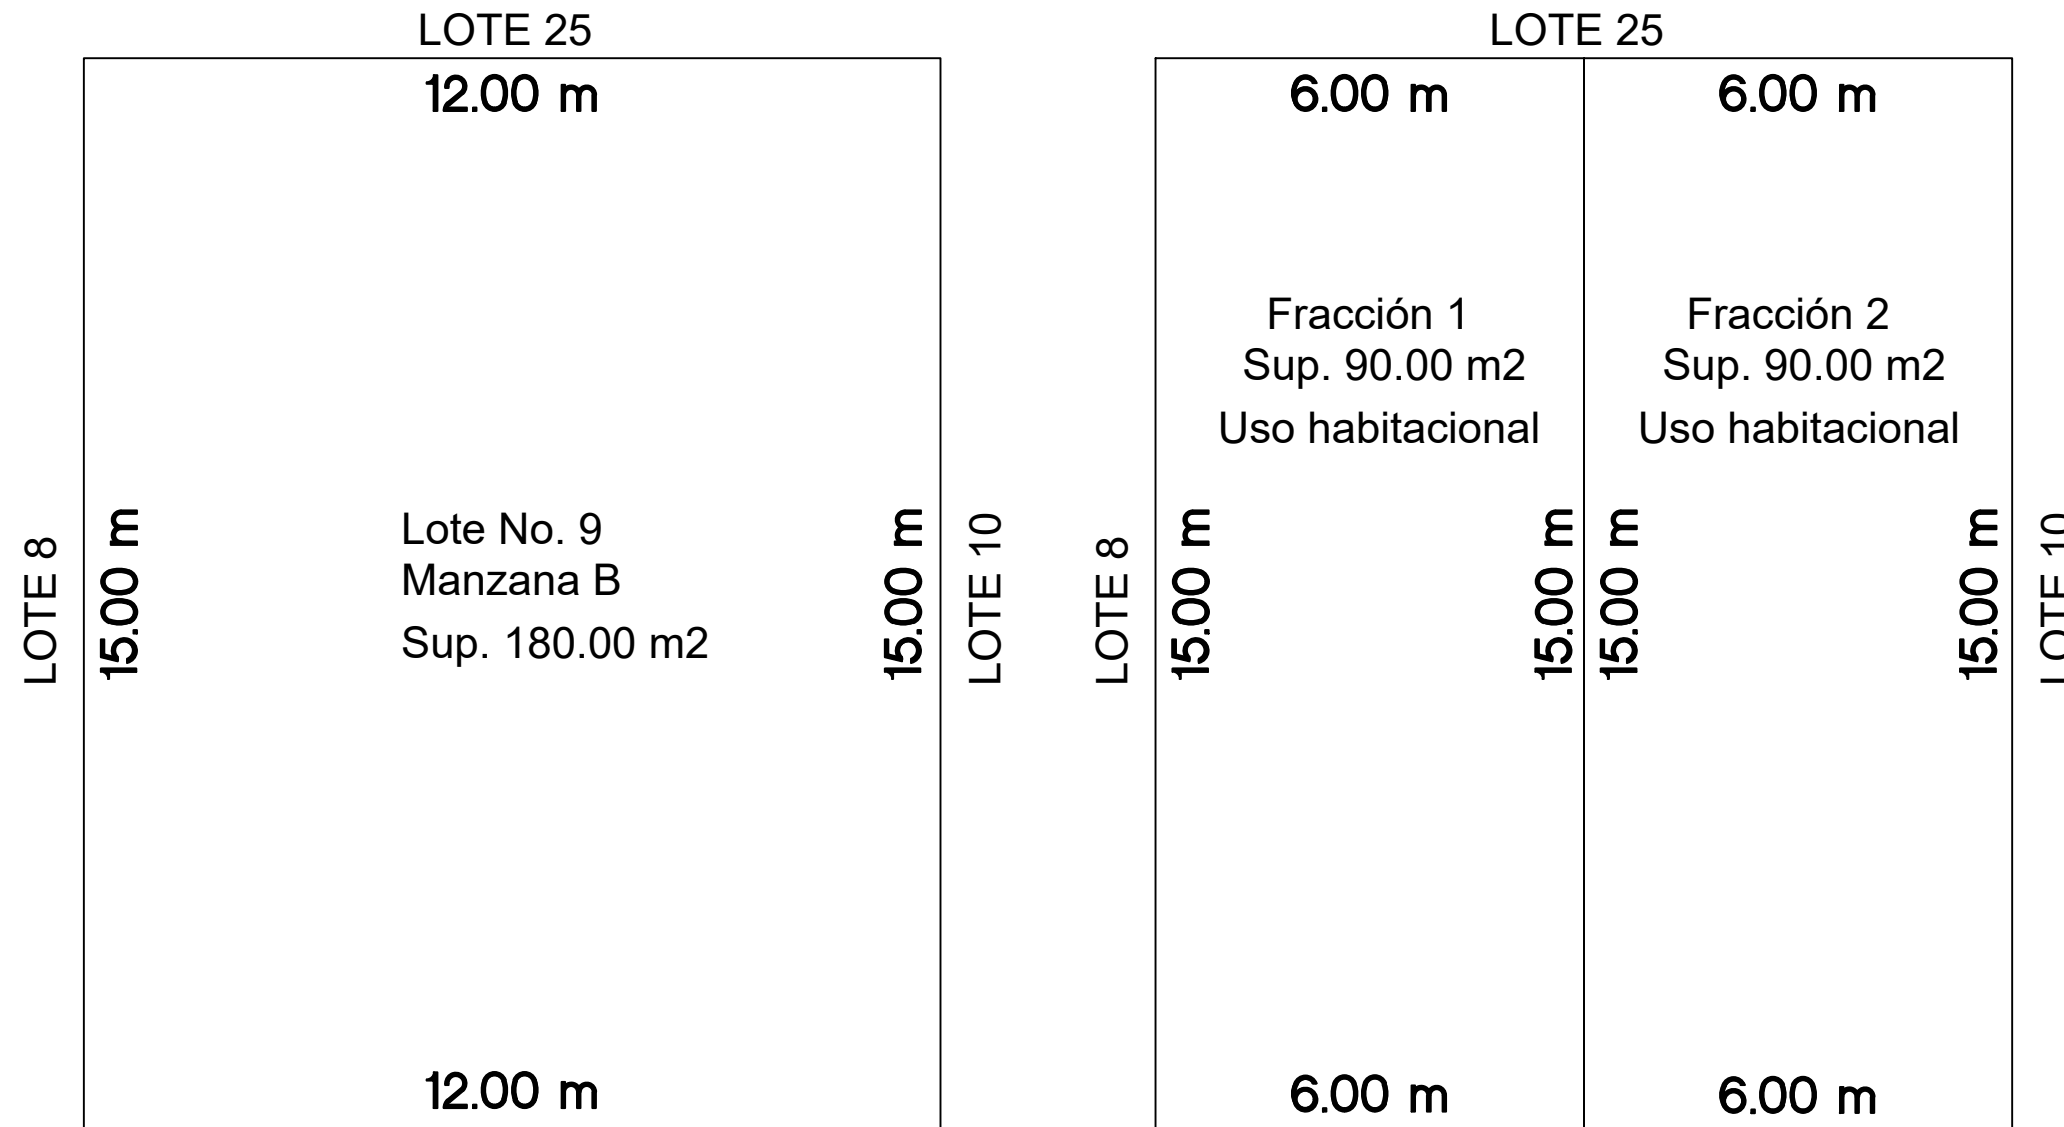 LOTE 25
12.00 m
LOTE 8
15.00 m
Lote No. 9
Manzana B
Sup. 180.00 m2
15.00 m
LOTE 10
12.00 m
LOTE 25
6.00 m
6.00 m
Fracción 1
Sup. 90.00 m2
Uso habitacional
Fracción 2
Sup. 90.00 m2
Uso habitacional
LOTE 8
15.00 m
15.00 m
15.00 m
15.00 m
LOTE 10
6.00 m
6.00 m